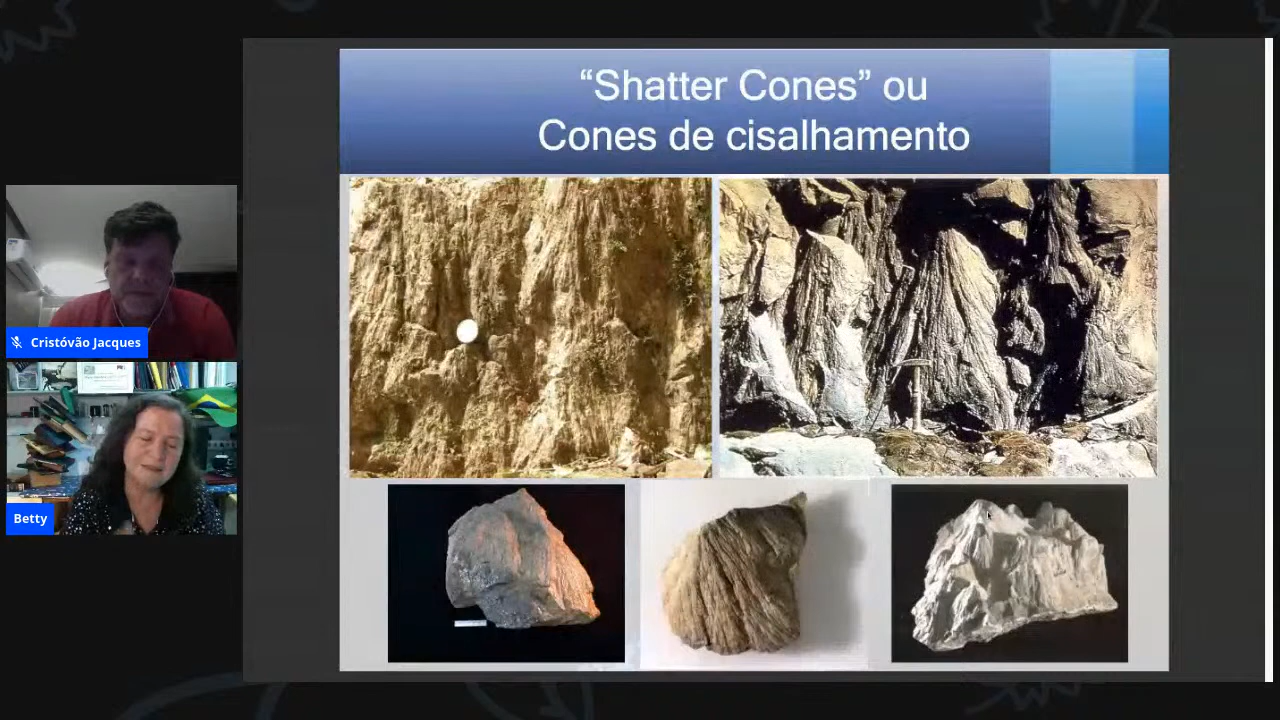 “Shatter Cones” ou
Cones de cisalhamento
Cristóvão Jacques
Betty